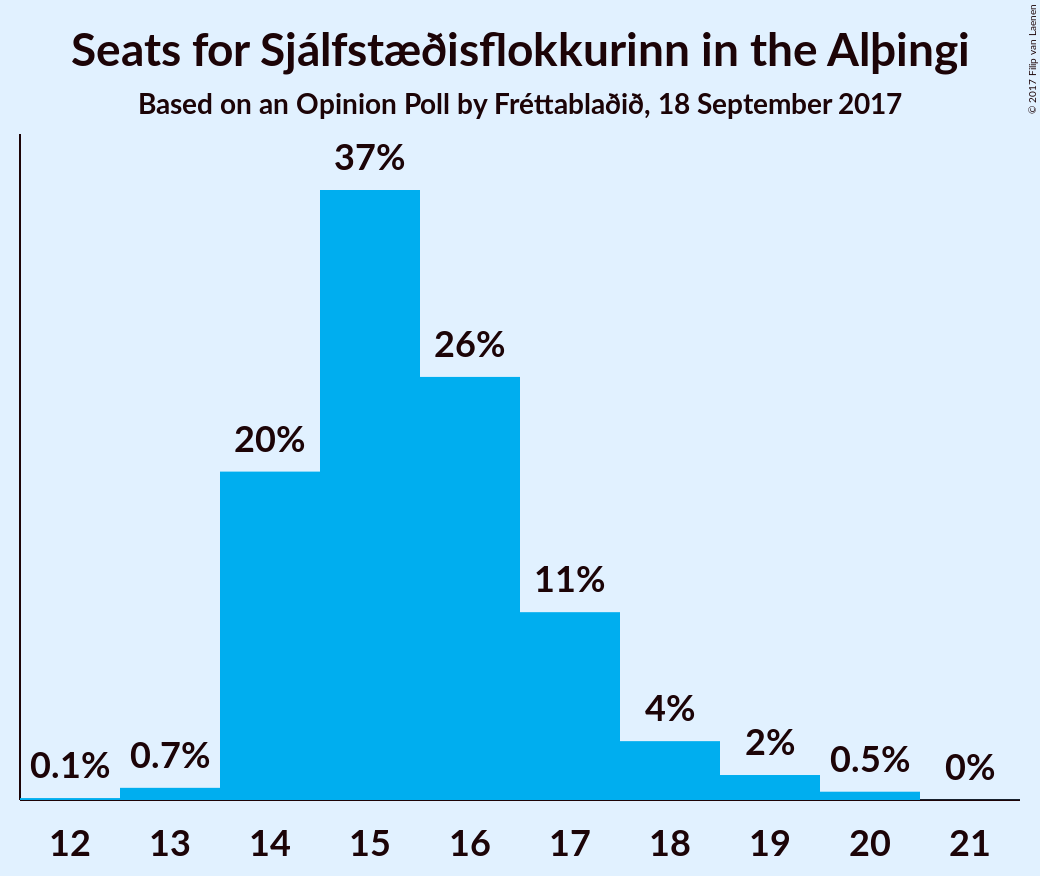 Seats for Sjálfstæðisflokkurinn in the Alþingi
Based on an Opinion Poll by Fréttablaðið, 18 September 2017
© 2017 Filip van Laenen
37%
26%
20%
11%
4%
2%
0.1%
0.7%
0.5%
0%
12 13 14 15 16 17 18 19 20 21